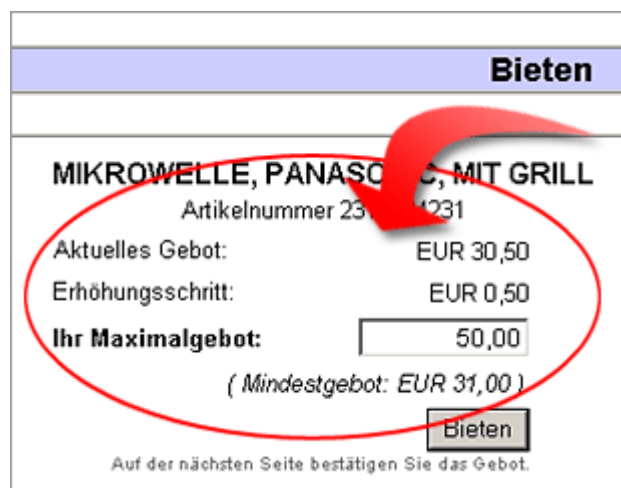 Bieten
MIKROWELLE, MIT GRILL
Artikelnummer
Aktuelles Gebot: EUR 30,50
Erhöhungsschritt: EUR 0,50
Ihr Maximalgebot: 50,00
( Mindestgebot: EUR 31,00 )
Bieten
Auf der nächsten Seite bestätigen Sie das Gebot.